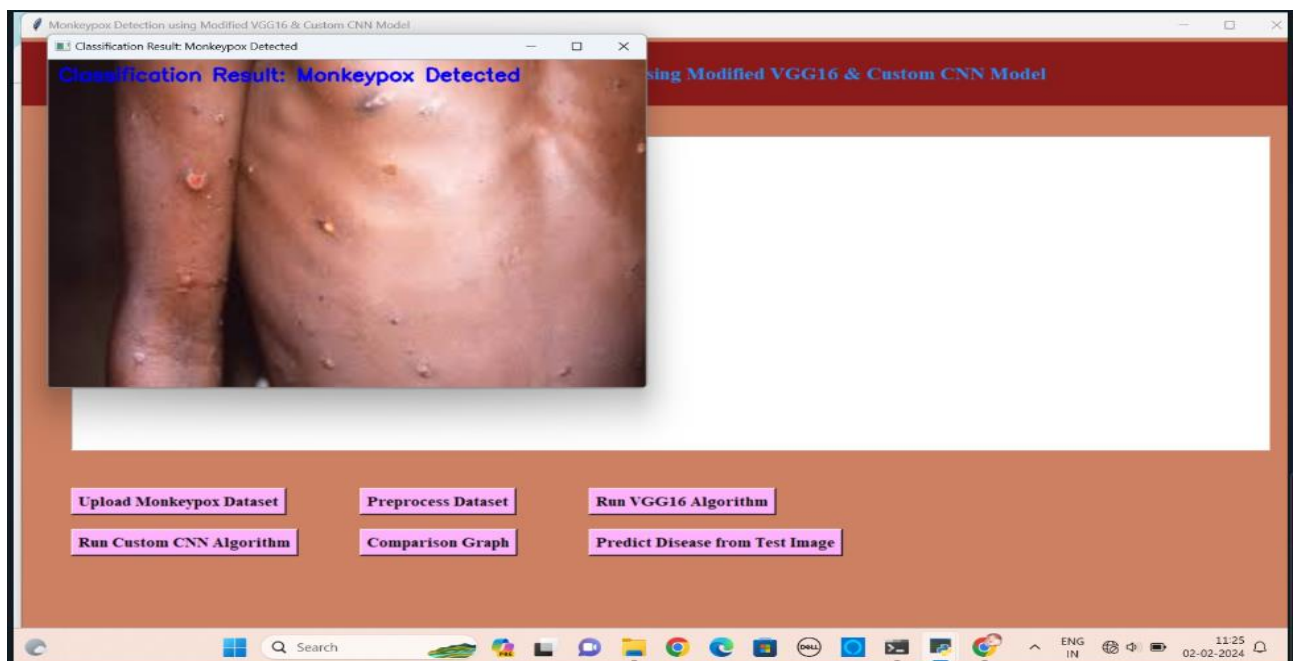 Monkeypox Detection using Modified VGG16 & Custom CNN Model
Classification Result: Monkeypox Detected
Classification Result: Monkeypox Detected
sing Modified VGG16 & Custom CNN Model
Upload Monkeypox Dataset
Preprocess Dataset
Run VGG16 Algorithm
Run Custom CNN Algorithm
Comparison Graph
Predict Disease from Test Image
Search
DELL
ENG
IN
11:25
02-02-2024